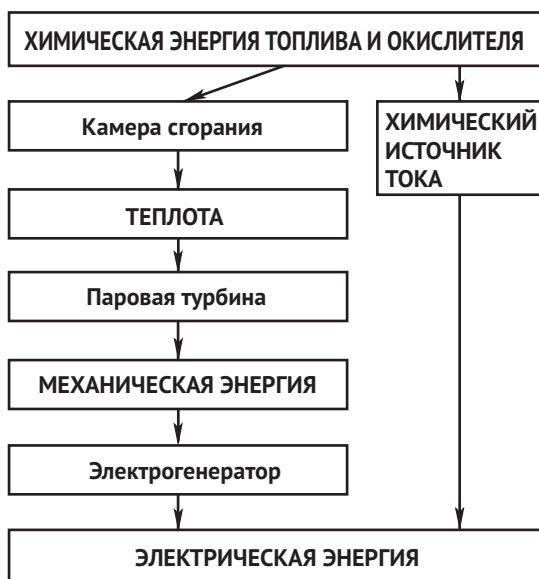 ХИМИЧЕСКАЯ ЭНЕРГИЯ ТОПЛИВА И ОКИСЛИТЕЛЯ
Камера сгорания
ТЕПЛОТА
Паровая турбина
МЕХАНИЧЕСКАЯ ЭНЕРГИЯ
Электрогенератор
ХИМИЧЕСКИЙ
ИСТОЧНИК
ТОКА
ЭЛЕКТРИЧЕСКАЯ ЭНЕРГИЯ